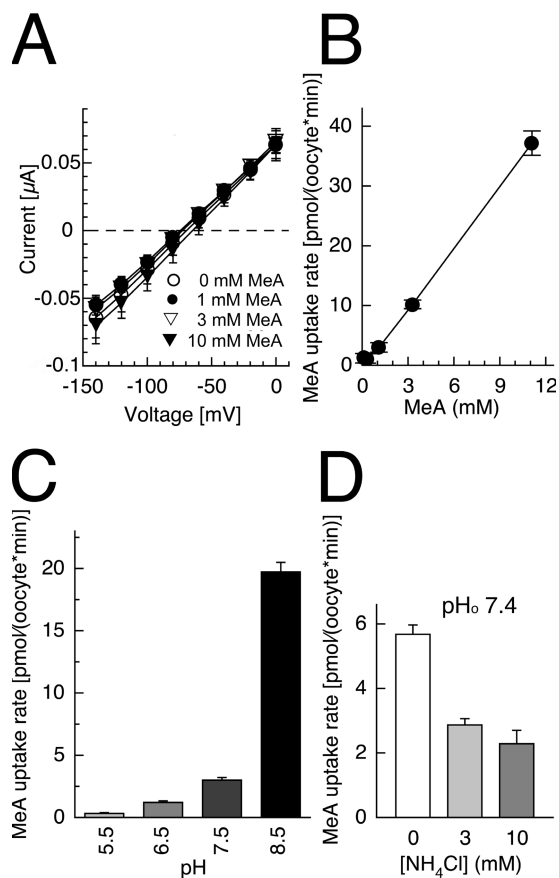 A
Current [µA]
0.05
0
-0.05
-0.1
0 mM MeA
1 mM MeA
3 mM MeA
10 mM MeA
-150 -100 -50 0
Voltage [mV]
B
MeA uptake rate [pmol/(oocyte*min)]
40
30
20
10
0
0 3 6 9 12
MeA (mM)
C
MeA uptake rate [pmol/(oocyte*min)]
20
15
10
5
0
5.5 6.5 7.5 8.5
pH
D
MeA uptake rate [pmol/(oocyte*min)]
pHₒ 7.4
6
4
2
0
0 3 10
[NH₄Cl] (mM)